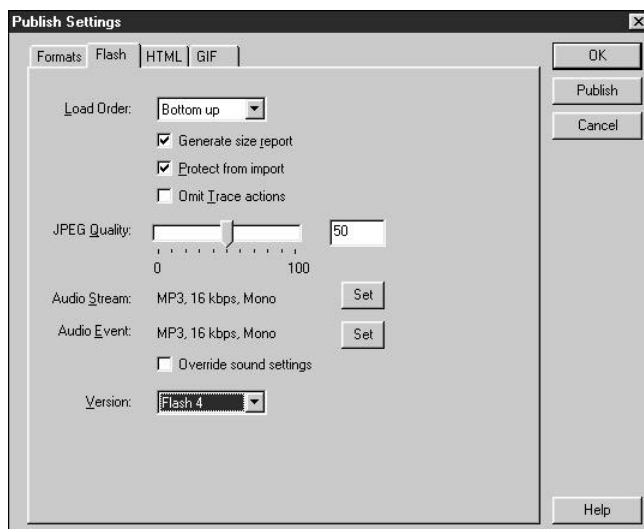 Publish Settings
Formats Flash HTML GIF
OK
Publish
Cancel
Load Order: Bottom up
Generate size report
Protect from import
Omit Trace actions
JPEG Quality: 50
0 100
Audio Stream: MP3, 16 kbps, Mono Set
Audio Event: MP3, 16 kbps, Mono Set
Override sound settings
Version: Flash 4
Help